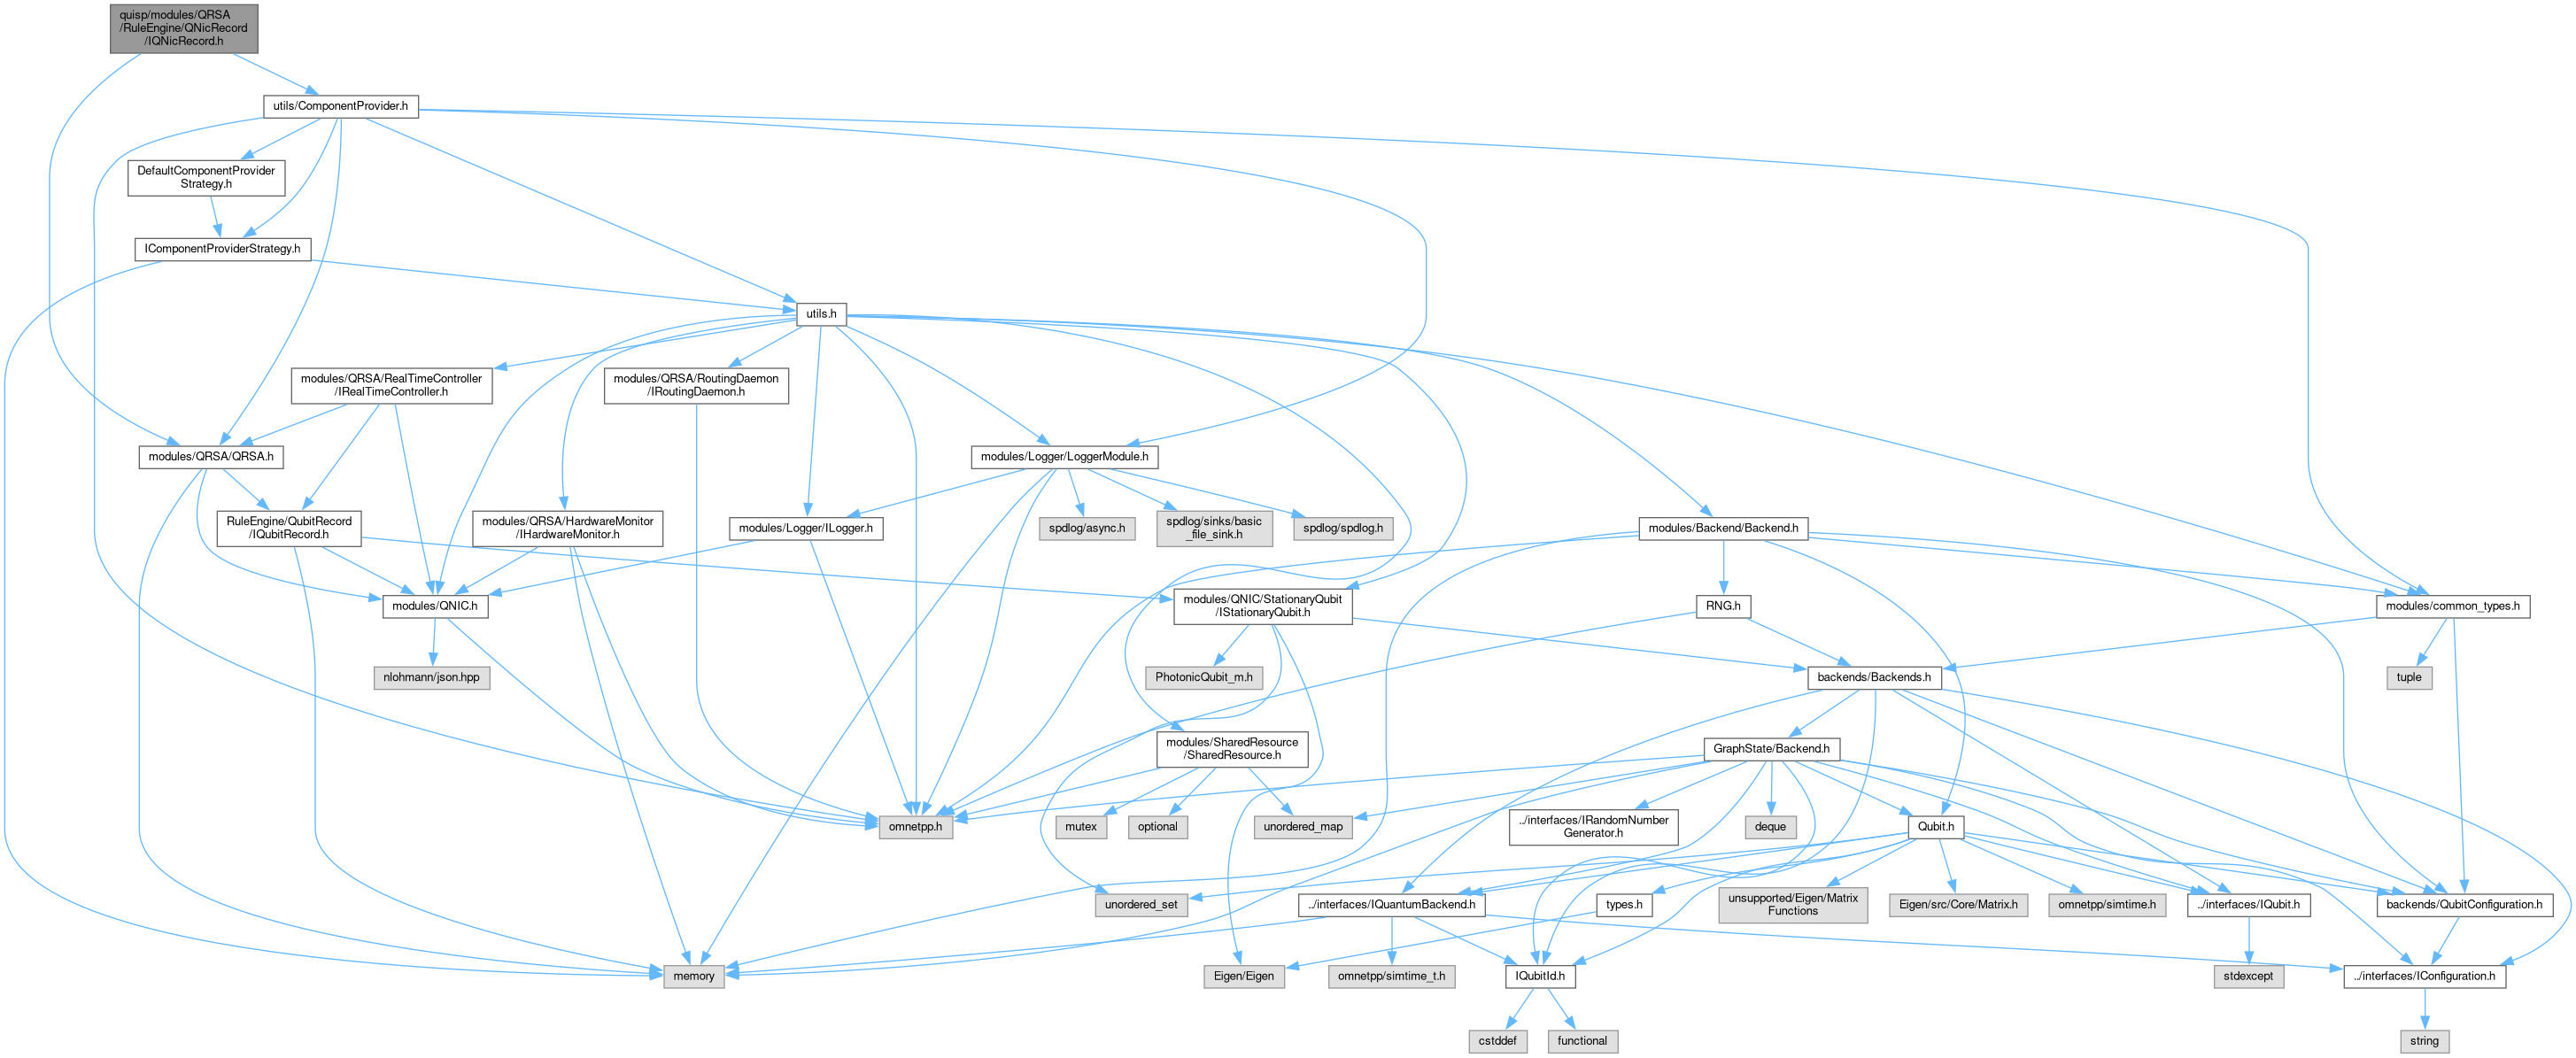 quisp/modules/QRSA
/RuleEngine/QNicRecord
/IQNicRecord.h
utils/ComponentProvider.h
DefaultComponentProvider
Strategy.h
IComponentProviderStrategy.h
utils.h
modules/QRSA/RealTimeController
/IRealTimeController.h
modules/QRSA/RoutingDaemon
/IRoutingDaemon.h
modules/QRSA/QRSA.h
modules/Logger/LoggerModule.h
RuleEngine/QubitRecord
/IQubitRecord.h
modules/QRSA/HardwareMonitor
/IHardwareMonitor.h
modules/Logger/ILogger.h
spdlog/async.h
spdlog/sinks/basic
_file_sink.h
spdlog/spdlog.h
modules/Backend/Backend.h
modules/QNIC.h
modules/QNIC/StationaryQubit
/IStationaryQubit.h
RNG.h
modules/common_types.h
nlohmann/json.hpp
PhotonicQubit_m.h
backends/Backends.h
tuple
modules/SharedResource
/SharedResource.h
GraphState/Backend.h
omnetpp.h
mutex
optional
unordered_map
../interfaces/IRandomNumber
Generator.h
deque
Qubit.h
unordered_set
../interfaces/IQuantumBackend.h
types.h
unsupported/Eigen/Matrix
Functions
Eigen/src/Core/Matrix.h
omnetpp/simtime.h
../interfaces/IQubit.h
backends/QubitConfiguration.h
memory
Eigen/Eigen
omnetpp/simtime_t.h
IQubitId.h
stdexcept
../interfaces/IConfiguration.h
cstddef
functional
string